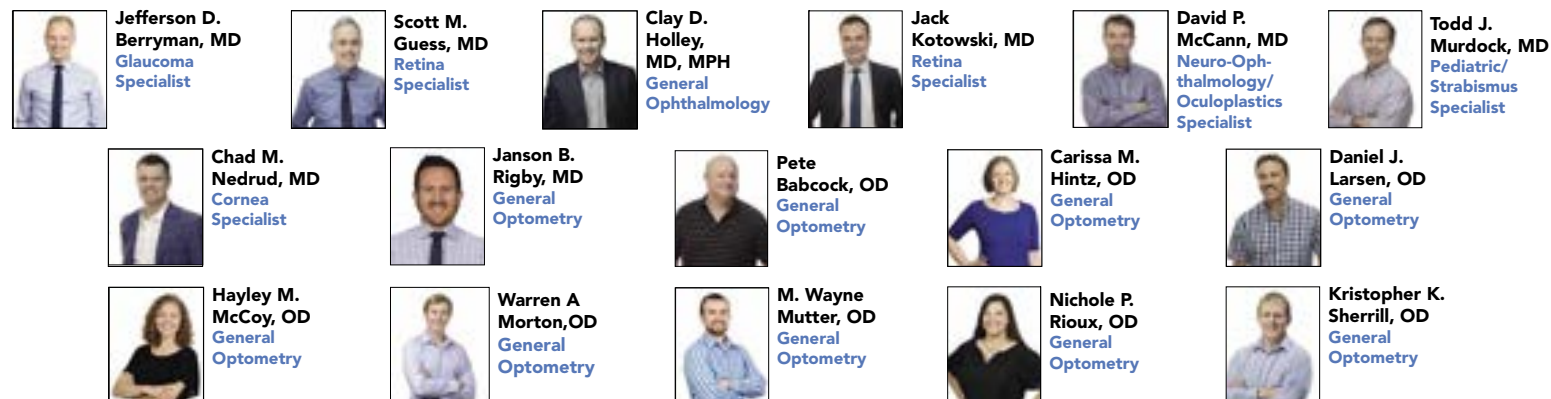 Jefferson D.
Berryman, MD
Glaucoma
Specialist
Scott M.
Guess, MD
Retina
Specialist
Clay D.
Holley,
MD, MPH
General
Ophthalmology
Jack
Kotowski, MD
Retina
Specialist
David P.
McCann, MD
Neuro-Oph-
thalmology/
Oculoplastics
Specialist
Todd J.
Murdock, MD
Pediatric/
Strabismus
Specialist
Chad M.
Nedrud, MD
Cornea
Specialist
Janson B.
Rigby, MD
General
Optometry
Pete
Babcock, OD
General
Optometry
Carissa M.
Hintz, OD
General
Optometry
Daniel J.
Larsen, OD
General
Optometry
Hayley M.
McCoy, OD
General
Optometry
Warren A
Morton,OD
General
Optometry
M. Wayne
Mutter, OD
General
Optometry
Nichole P.
Rioux, OD
General
Optometry
Kristopher K.
Sherrill, OD
General
Optometry